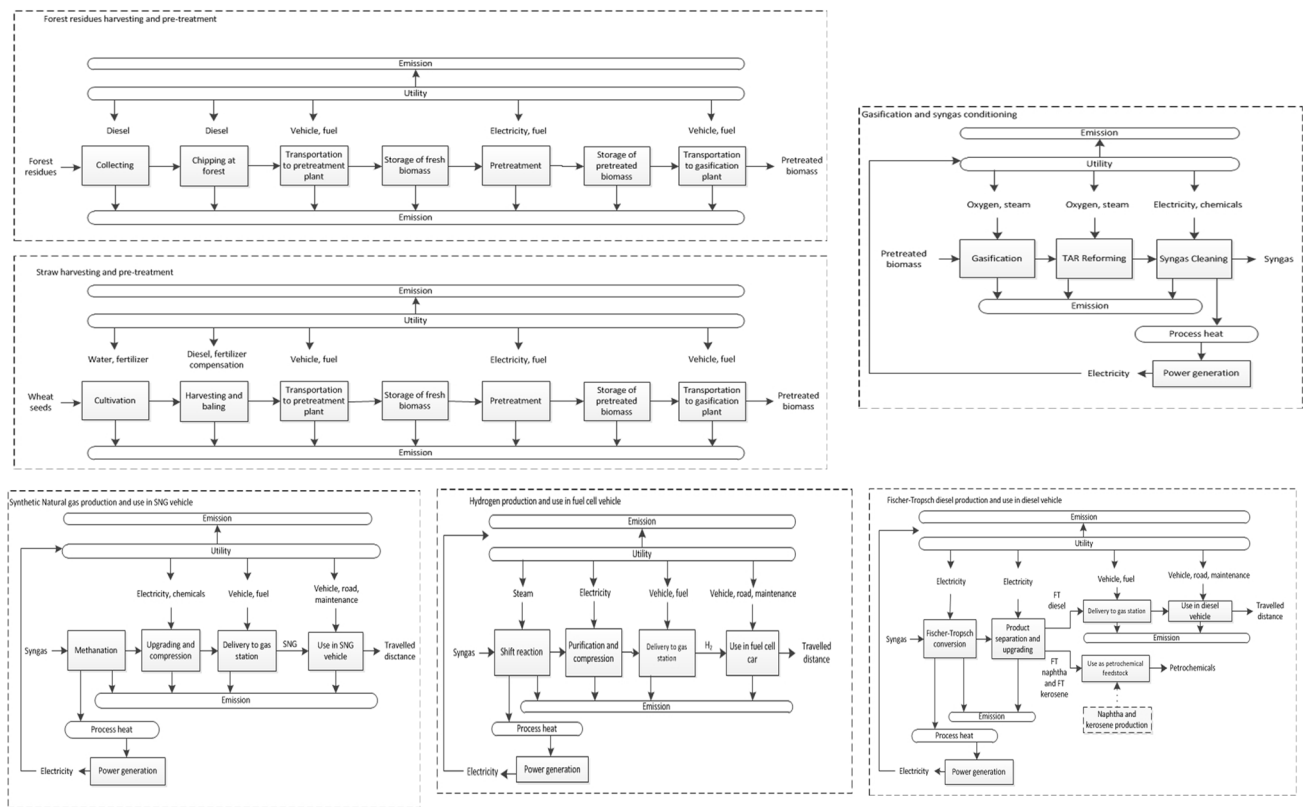 Forest residues harvesting and pre-treatment
Emission
Utility
Diesel
Diesel
Vehicle, fuel
Electricity, fuel
Vehicle, fuel
Forest
residues
Collecting
Chipping at
forest
Transportation
to pretreatment
plant
Storage of fresh
biomass
Pretreatment
Storage of
pretreated
biomass
Transportation
to gasification
plant
Pretreated
biomass
Emission
Straw harvesting and pre-treatment
Emission
Utility
Water, fertilizer
Diesel, fertilizer
compensation
Vehicle, fuel
Electricity, fuel
Vehicle, fuel
Wheat
seeds
Cultivation
Harvesting and
baling
Transportation
to pretreatment
plant
Storage of fresh
biomass
Pretreatment
Storage of
pretreated
biomass
Transportation
to gasification
plant
Pretreated
biomass
Emission
Gasification and syngas conditioning
Emission
Utility
Oxygen, steam
Oxygen, steam
Electricity, chemicals
Pretreated
biomass
Gasification
TAR Reforming
Syngas Cleaning
Syngas
Emission
Process heat
Electricity
Power generation
Synthetic Natural gas production and use in SNG vehicle
Emission
Utility
Electricity, chemicals
Vehicle, fuel
Vehicle, road,
maintenance
Syngas
Methanation
Upgrading and
compression
Delivery to gas
station
SNG
Use in SNG
vehicle
Travelled
disctance
Emission
Process heat
Electricity
Power generation
Hydrogen production and use in fuel cell vehicle
Emission
Utility
Steam
Electricity
Vehicle, fuel
Vehicle, road, maintenance
Syngas
Shift reaction
Purification and
compression
Delivery to gas
station
H₂
Use in fuel cell
car
Travelled
distance
Emission
Process heat
Electricity
Power generation
Fischer-Tropsch diesel production and use in diesel vehicle
Emission
Utility
Electricity
Electricity
Vehicle, fuel
Vehicle, road, maintenance
FT
diesel
Delivery to gas station
Use in diesel
vehicle
Travelled
distance
Emission
Syngas
Fischer-Tropsch
conversion
Product
separation and
upgrading
FT
naphtha and FT
kerosene
Use as petrochemical
feedstock
Petrochemicals
Naphtha and
kerosene production
Emission
Process heat
Electricity
Power generation